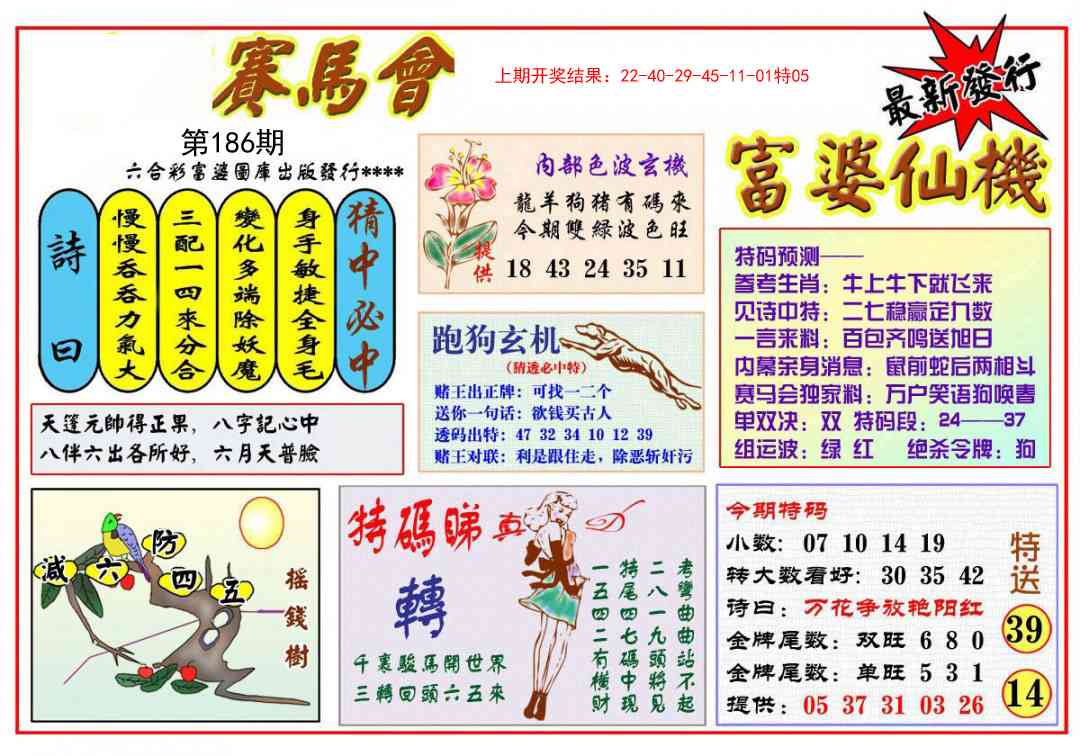 賽馬會
上期开奖结果：22-40-29-45-11-01特05
最新發行
第186期
六合彩富婆圖庫出版發行****
富婆仙機
詩曰
慢慢吞吞力氣大
三配一四來分合
變化多端除妖魔
身手敏捷全身毛
猜中必中
天篷元帥得正果，八字記心中
八伴六出各所好，六月天普臉
內部色波玄機
龍羊狗猪有碼來
今期雙綠波色旺
提供
18 43 24 35 11
跑狗玄机
（猜透必中特）
赌王出正牌：可找一二个
送你一句话：欲钱买古人
透码出特：47 32 34 10 12 39
赌王对联：利是跟住走，除恶斩奸污
特码预测——
参考生肖：牛上牛下就飞来
见诗中特：二七稳赢定九数
一言来料：百包齐鸣送旭日
内幕亲身消息：鼠前蛇后两相斗
赛马会独家料：万户笑语狗唤春
单双决：双 特码段：24——37
组运波：绿 红 绝杀令牌：狗
減六防四五
搖錢樹
特碼睇真D
轉
千裏駿馬開世界
三轉回頭六五來
老彎曲曲站不起
二八一九頭將見
特尾四七碼中現
一五四二有横財
今期特码
小数：07 10 14 19
转大数看好：30 35 42
诗曰：万花争放艳阳红
金牌尾数：双旺 6 8 0
金牌尾数：单旺 5 3 1
提供：05 37 31 03 26
特送
39
14